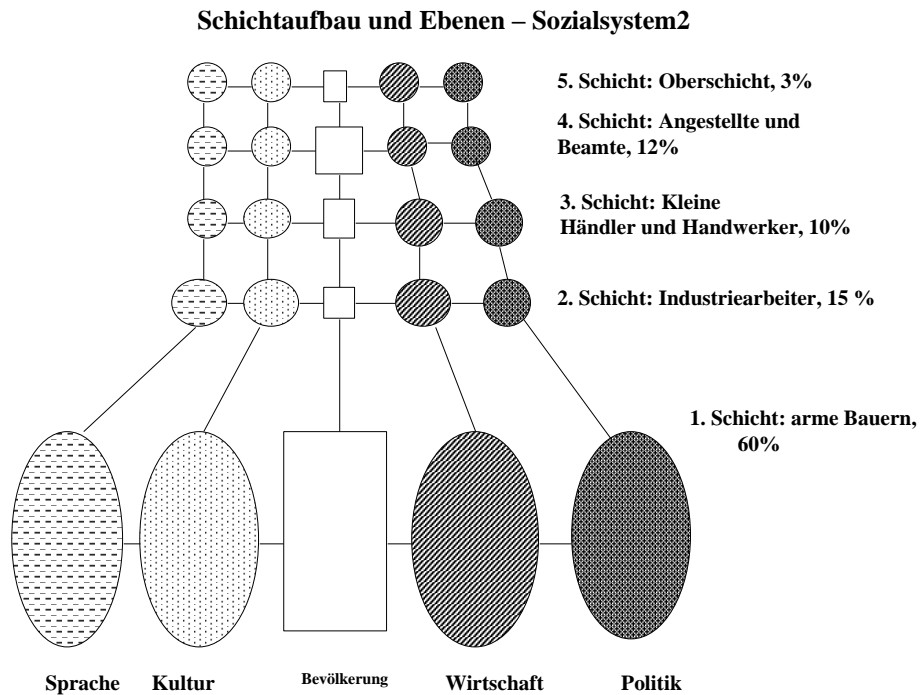 Schichtaufbau und Ebenen – Sozialsystem2
5. Schicht: Oberschicht, 3%
4. Schicht: Angestellte und
Beamte, 12%
3. Schicht: Kleine
Händler und Handwerker, 10%
2. Schicht: Industriearbeiter, 15 %
1. Schicht: arme Bauern,
60%
Sprache Kultur Bevölkerung Wirtschaft Politik